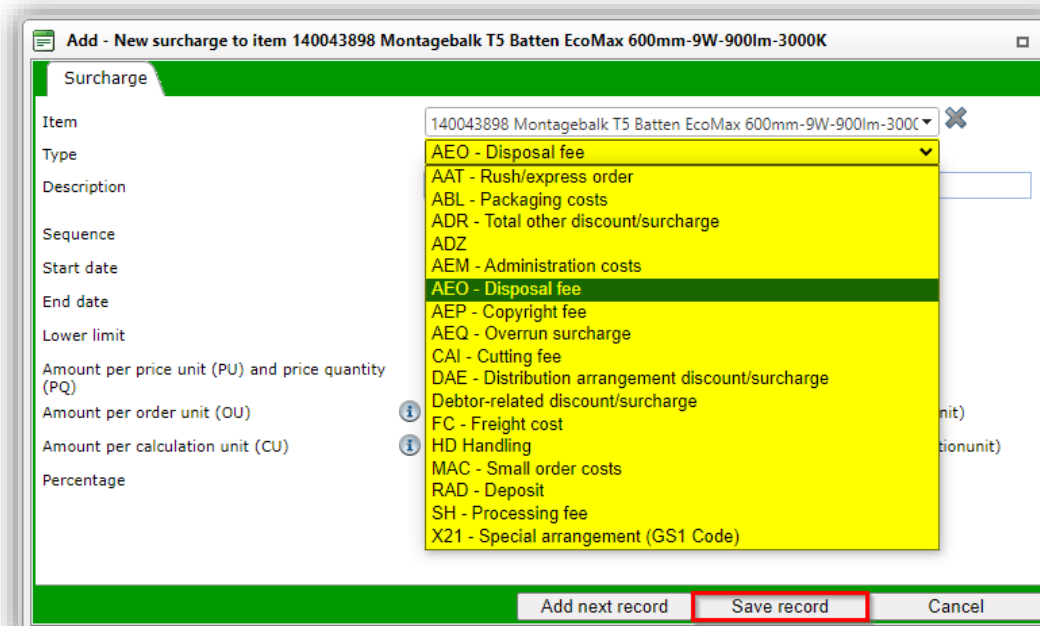 Add - New surcharge to item 140043898 Montagebalk T5 Batten EcoMax 600mm-9W-900lm-3000K
Surcharge
Item
140043898 Montagebalk T5 Batten EcoMax 600mm-9W-900lm-300(
Type
AEO - Disposal fee
AAT - Rush/express order
Description
ABL - Packaging costs
ADR - Total other discount/surcharge
Sequence
ADZ
Start date
AEM - Administration costs
AEO - Disposal fee
End date
AEP - Copyright fee
Lower limit
AEQ - Overrun surcharge
CAI - Cutting fee
Amount per price unit (PU) and price quantity
(PQ)
DAE - Distribution arrangement discount/surcharge
Debtor-related discount/surcharge
Amount per order unit (OU)
nit)
FC - Freight cost
HD Handling
Amount per calculation unit (CU)
tionunit)
MAC - Small order costs
Percentage
RAD - Deposit
SH - Processing fee
X21 - Special arrangement (GS1 Code)
Add next record
Save record
Cancel